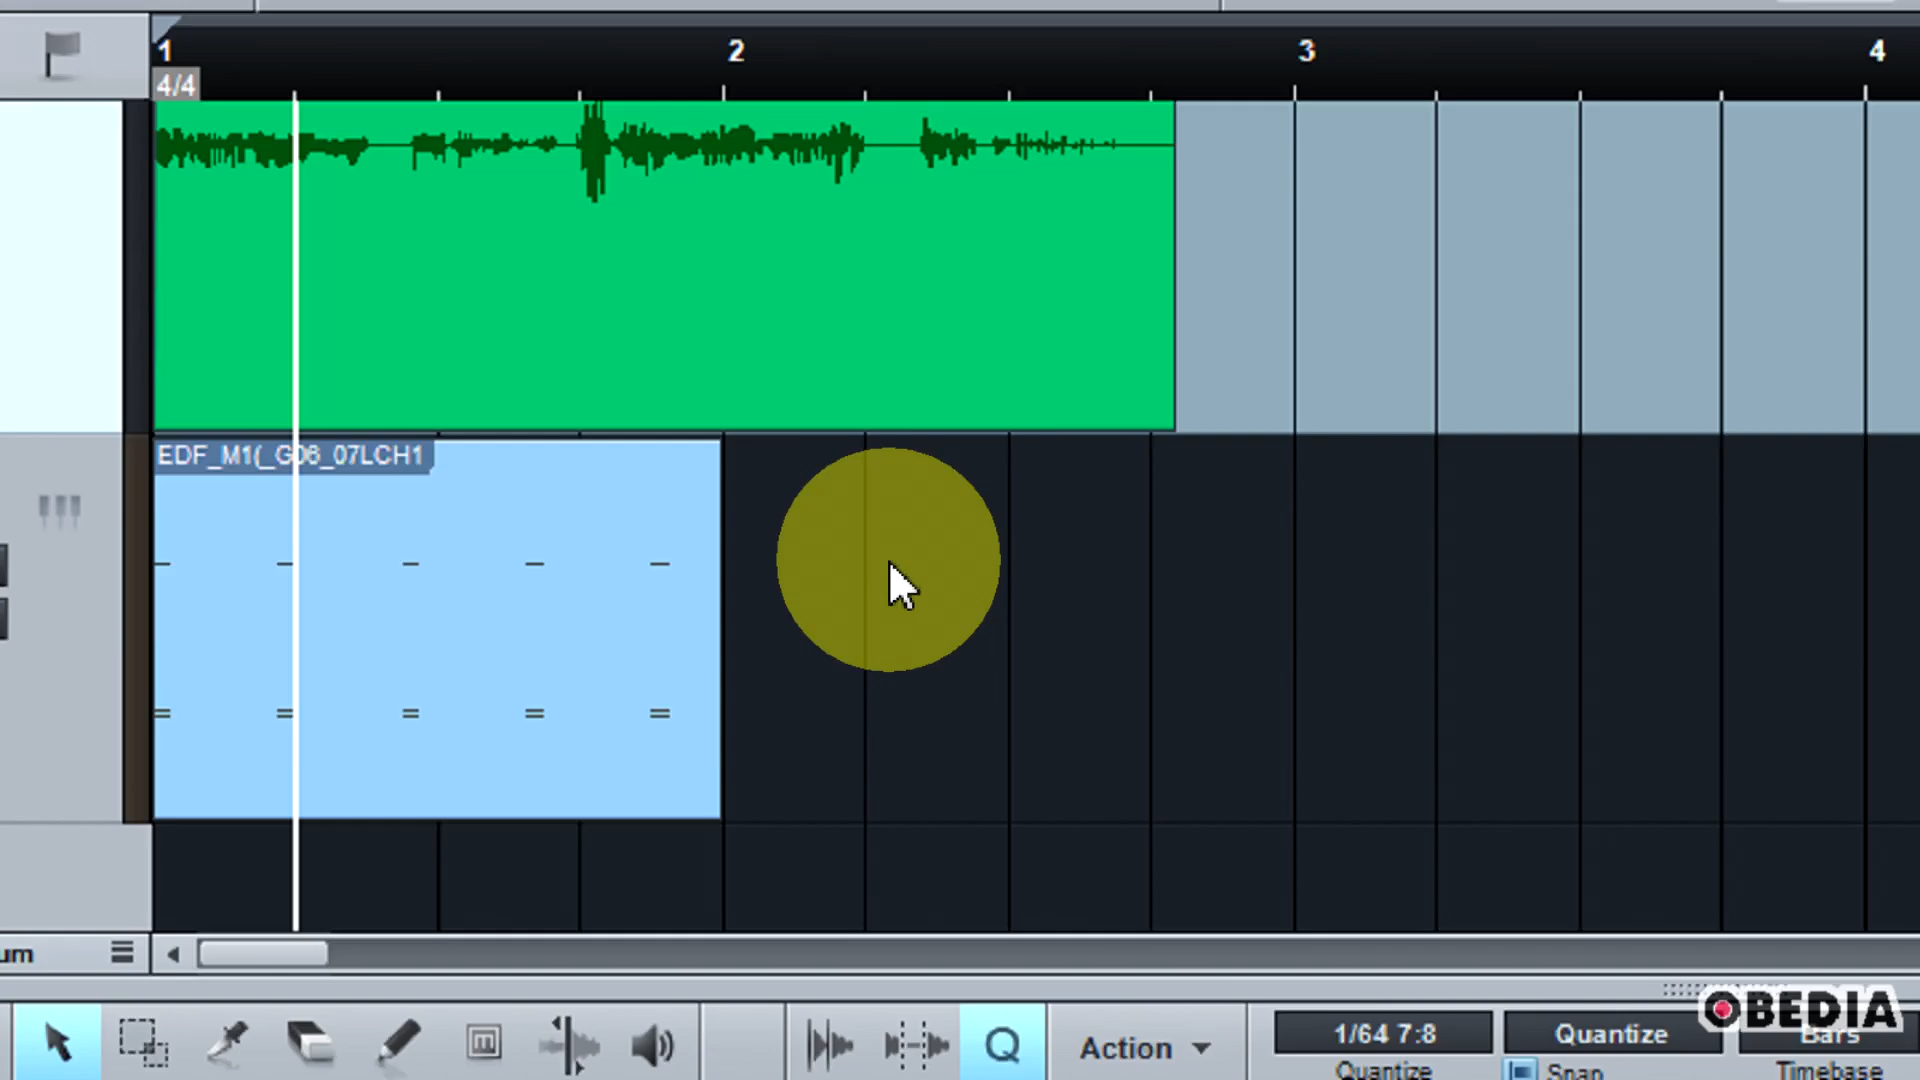 1 2 3 4
4/4
EDF_M1(_G06_07LCH1
um
Q
Action
1/64 7:8
Quantize
Bars
Quantize
Snap
Timebase
OBEDIA